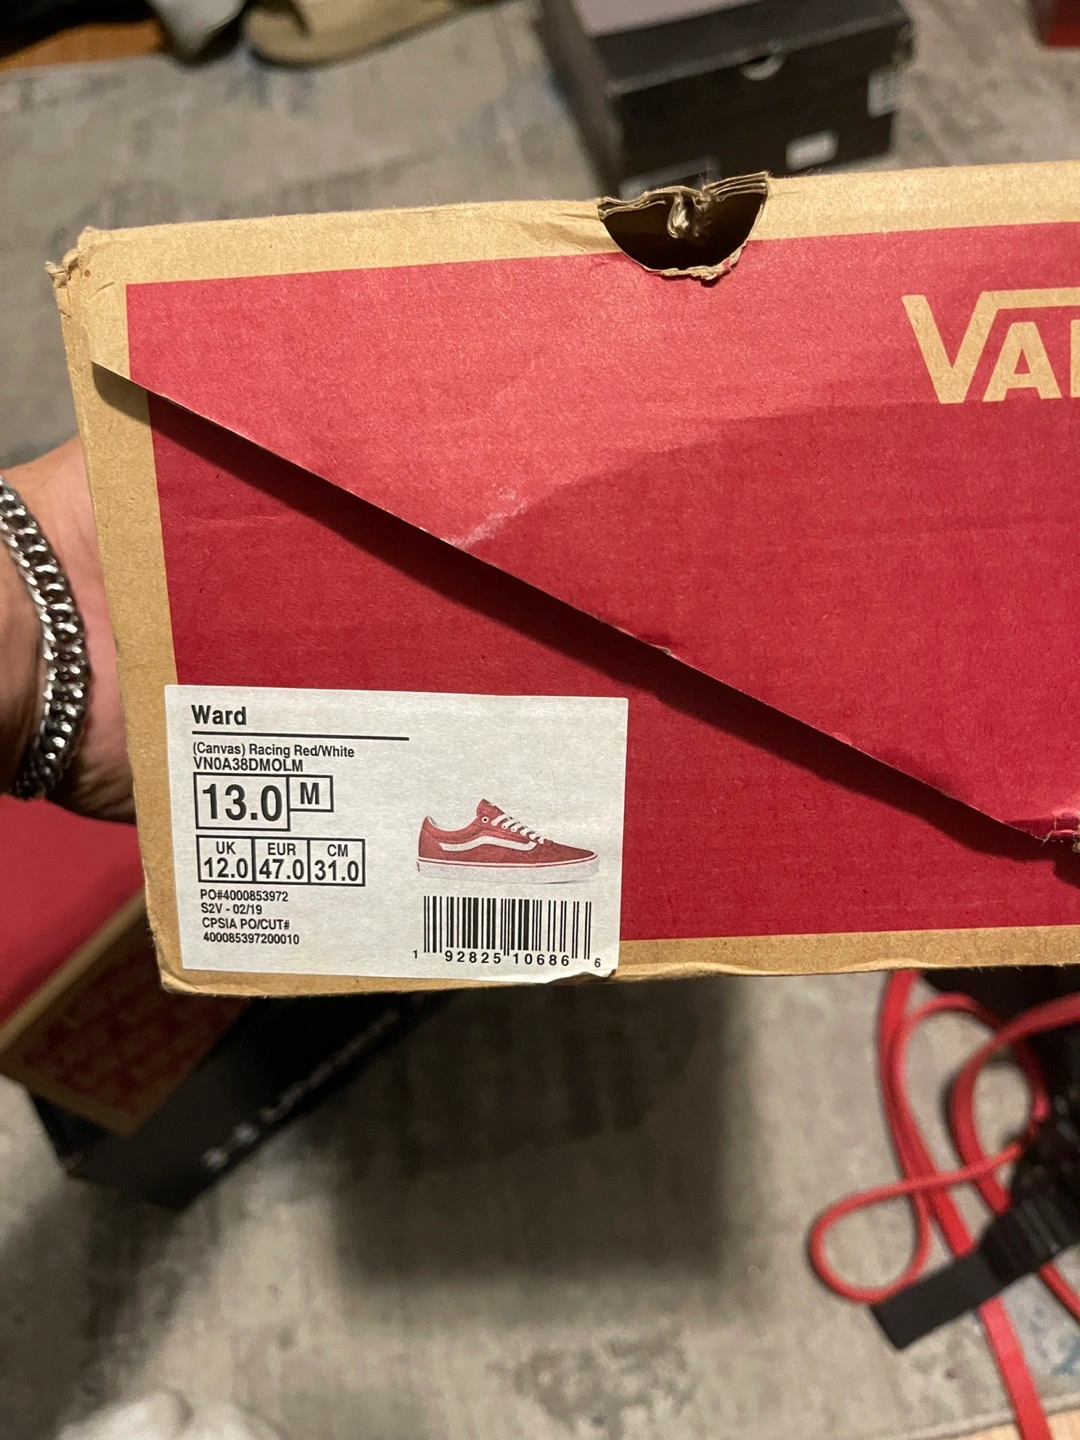 VAN
Ward
(Canvas) Racing Red/White
VN0A38DMOLM
13.0 M
UK EUR CM
12.0 47.0 31.0
PO#4000853972
S2V - 02/19
CPSIA PO/CUT#
400085397200010
1 92825 10686 6